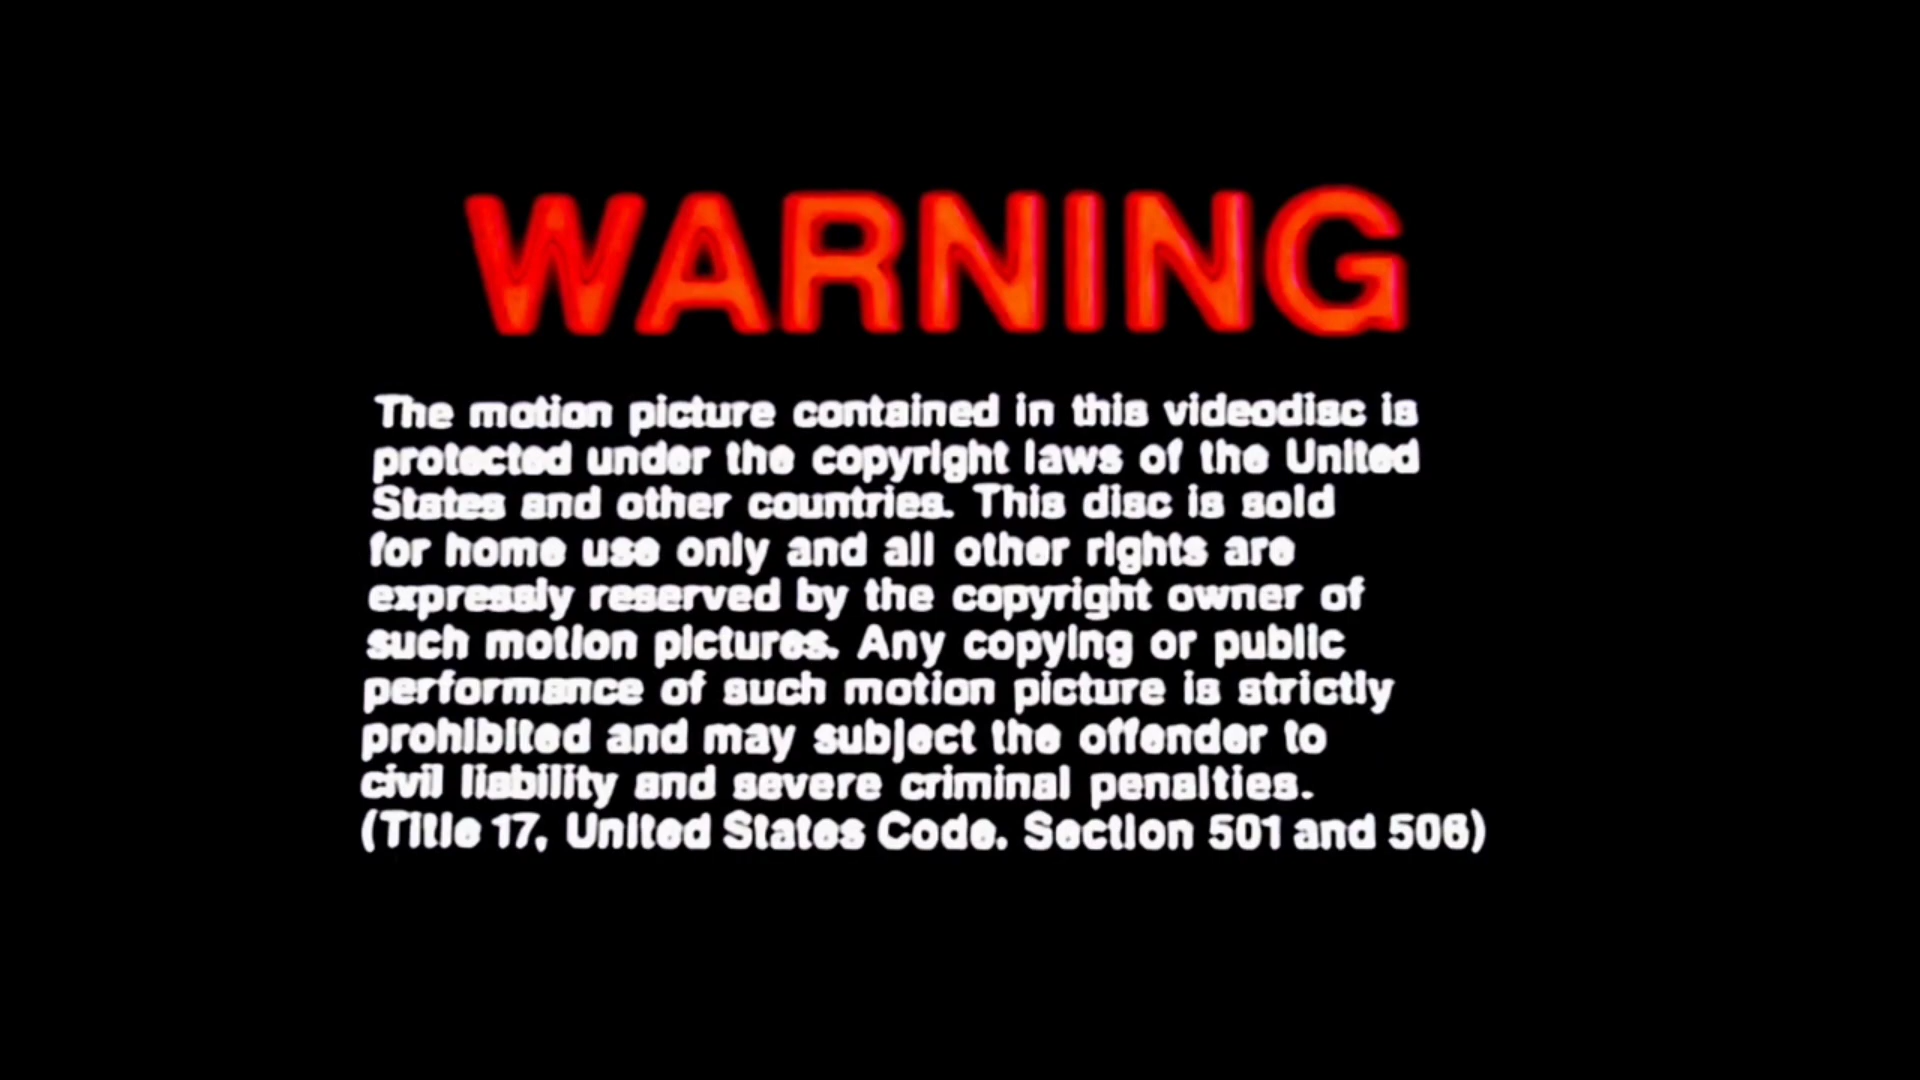 WARNING
The motion picture contained in this videodisc is
protected under the copyright laws of the United
States and other countries. This disc is sold
for home use only and all other rights are
expressly reserved by the copyright owner of
such motion pictures. Any copying or public
performance of such motion picture is strictly
prohibited and may subject the offender to
civil liability and severe criminal penalties.
(Title 17, United States Code. Section 501 and 506)